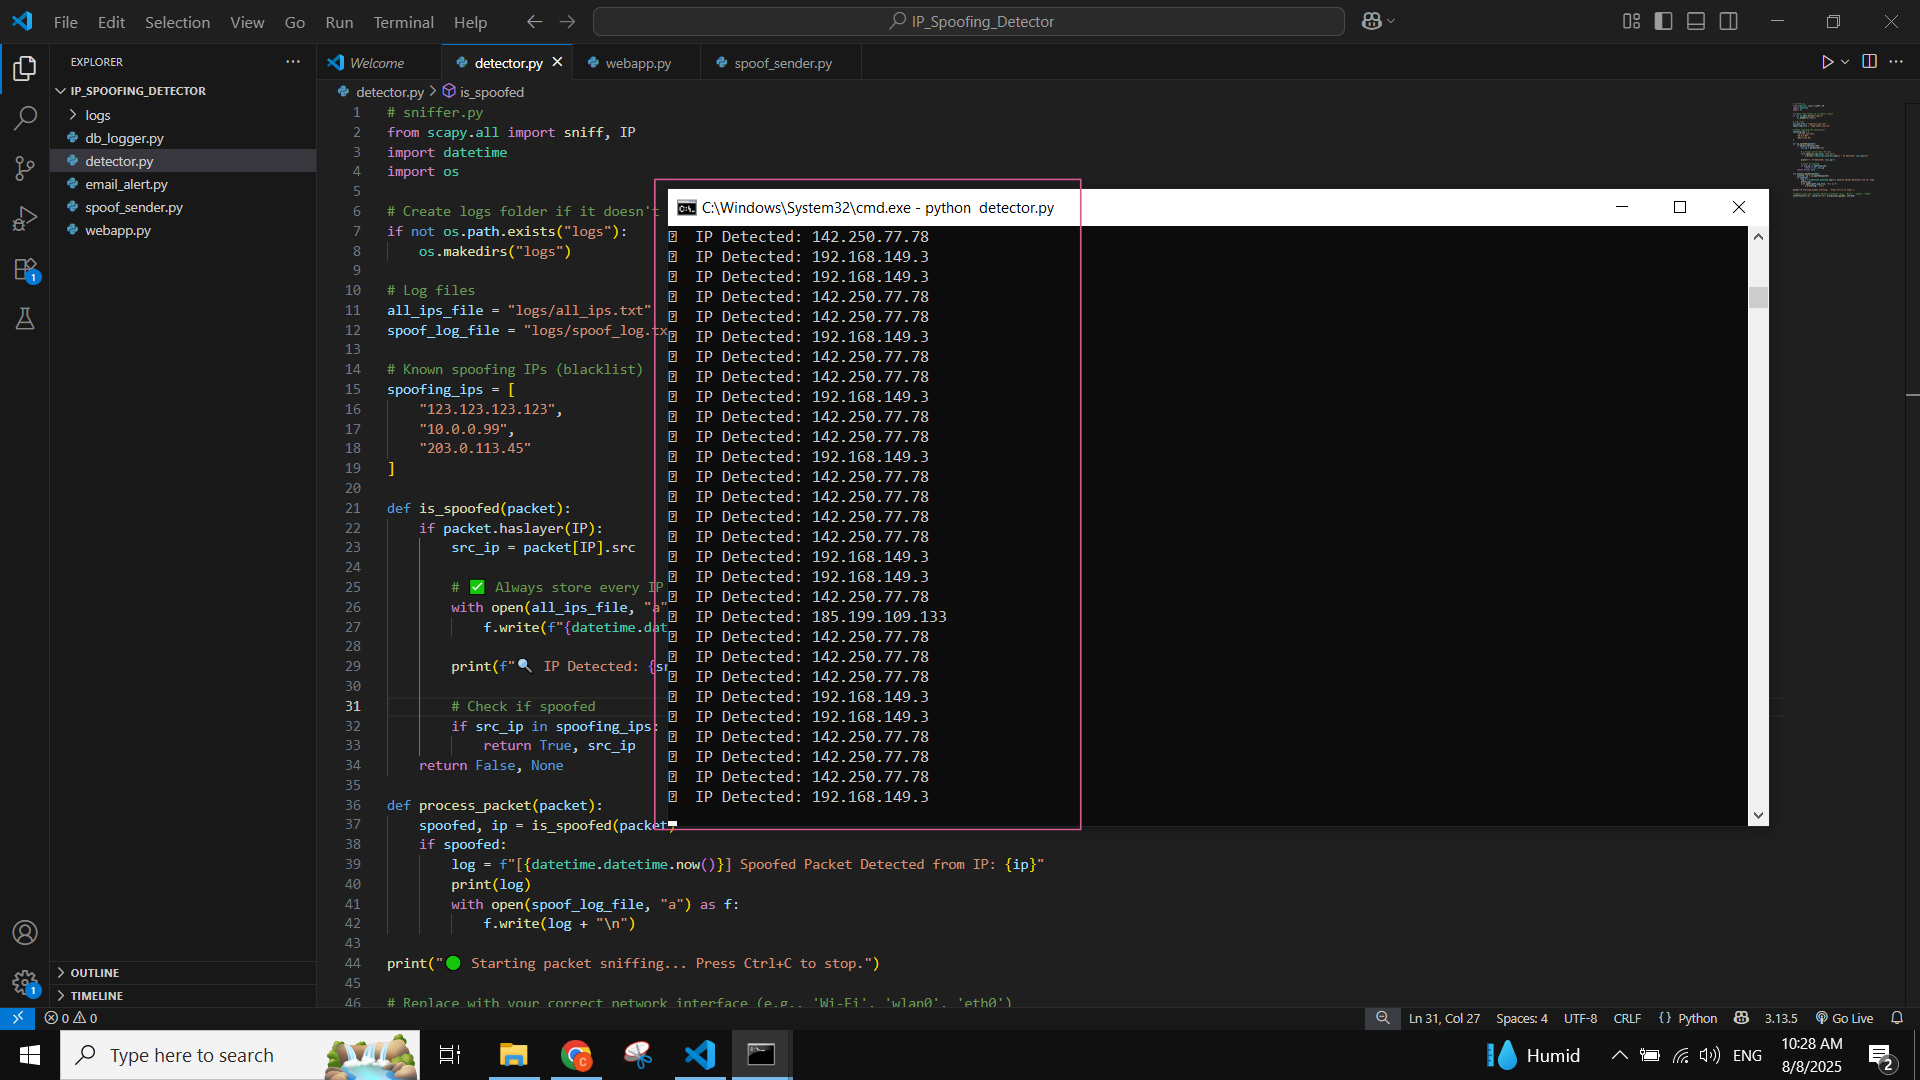 File Edit Selection View Go Run Terminal Help
IP_Spoofing_Detector
EXPLORER
IP_SPOOFING_DETECTOR
logs
db_logger.py
detector.py
email_alert.py
spoof_sender.py
webapp.py
OUTLINE
TIMELINE
Welcome detector.py webapp.py spoof_sender.py
detector.py > is_spoofed
1 # sniffer.py
2 from scapy.all import sniff, IP
3 import datetime
4 import os
5
6 # Create logs folder if it doesn't
7 if not os.path.exists("logs"):
8 os.makedirs("logs")
9
10 # Log files
11 all_ips_file = "logs/all_ips.txt"
12 spoof_log_file = "logs/spoof_log.tx
13
14 # Known spoofing IPs (blacklist)
15 spoofing_ips = [
16 "123.123.123.123",
17 "10.0.0.99",
18 "203.0.113.45"
19 ]
20
21 def is_spoofed(packet):
22 if packet.haslayer(IP):
23 src_ip = packet[IP].src
24
25 # ✅ Always store every IP
26 with open(all_ips_file, "a"
27 f.write(f"{datetime.dat
28
29 print(f"🔍 IP Detected: {sr
30
31 # Check if spoofed
32 if src_ip in spoofing_ips:
33 return True, src_ip
34 return False, None
35
36 def process_packet(packet):
37 spoofed, ip = is_spoofed(packet)
38 if spoofed:
39 log = f"[{datetime.datetime.now()}] Spoofed Packet Detected from IP: {ip}"
40 print(log)
41 with open(spoof_log_file, "a") as f:
42 f.write(log + "\n")
43
44 print("🟢 Starting packet sniffing... Press Ctrl+C to stop.")
45
46 # Replace with your correct network interface (e.g., 'Wi-Fi', 'wlan0', 'eth0')
C:\Windows\System32\cmd.exe - python detector.py
IP Detected: 142.250.77.78
IP Detected: 192.168.149.3
IP Detected: 192.168.149.3
IP Detected: 142.250.77.78
IP Detected: 142.250.77.78
IP Detected: 192.168.149.3
IP Detected: 142.250.77.78
IP Detected: 142.250.77.78
IP Detected: 192.168.149.3
IP Detected: 142.250.77.78
IP Detected: 142.250.77.78
IP Detected: 192.168.149.3
IP Detected: 142.250.77.78
IP Detected: 142.250.77.78
IP Detected: 142.250.77.78
IP Detected: 142.250.77.78
IP Detected: 192.168.149.3
IP Detected: 192.168.149.3
IP Detected: 142.250.77.78
IP Detected: 185.199.109.133
IP Detected: 142.250.77.78
IP Detected: 142.250.77.78
IP Detected: 142.250.77.78
IP Detected: 192.168.149.3
IP Detected: 192.168.149.3
IP Detected: 142.250.77.78
IP Detected: 142.250.77.78
IP Detected: 142.250.77.78
IP Detected: 192.168.149.3
0 0 Ln 31, Col 27 Spaces: 4 UTF-8 CRLF {} Python 3.13.5 Go Live
Type here to search
Humid ENG
10:28 AM
8/8/2025
2